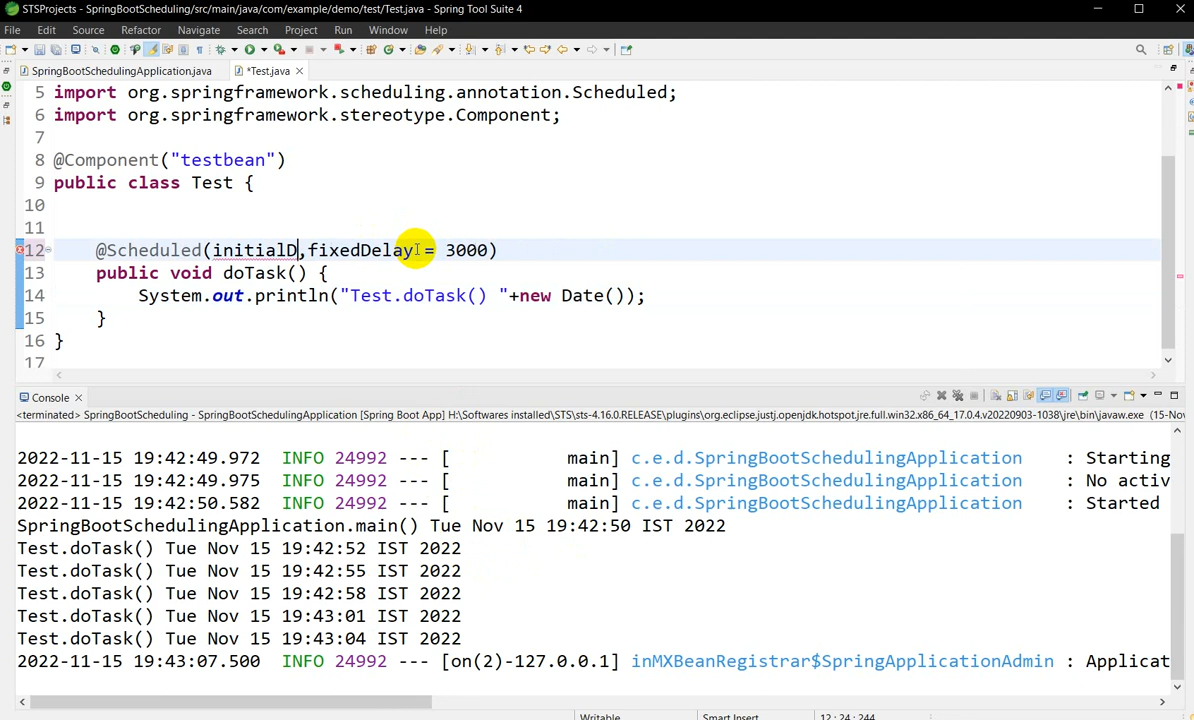 STSProjects - SpringBootScheduling/src/main/java/com/example/demo/test/Test.java - Spring Tool Suite 4
File Edit Source Refactor Navigate Search Project Run Window Help
SpringBootSchedulingApplication.java *Test.java
5 import org.springframework.scheduling.annotation.Scheduled;
6 import org.springframework.stereotype.Component;
7
8 @Component("testbean")
9 public class Test {
10
11
12 @Scheduled(initialD,fixedDelay = 3000)
13 public void doTask() {
14 System.out.println("Test.doTask() "+new Date());
15 }
16 }
17
Console
<terminated> SpringBootScheduling - SpringBootSchedulingApplication [Spring Boot App] H:\Softwares installed\STS\sts-4.16.0.RELEASE\plugins\org.eclipse.justj.openjdk.hotspot.jre.full.win32.x86_64_17.0.4.v20220903-1038\jre\bin\javaw.exe (15-Nov
2022-11-15 19:42:49.972 INFO 24992 --- [ main] c.e.d.SpringBootSchedulingApplication : Starting
2022-11-15 19:42:49.975 INFO 24992 --- [ main] c.e.d.SpringBootSchedulingApplication : No activ
2022-11-15 19:42:50.582 INFO 24992 --- [ main] c.e.d.SpringBootSchedulingApplication : Started
SpringBootSchedulingApplication.main() Tue Nov 15 19:42:50 IST 2022
Test.doTask() Tue Nov 15 19:42:52 IST 2022
Test.doTask() Tue Nov 15 19:42:55 IST 2022
Test.doTask() Tue Nov 15 19:42:58 IST 2022
Test.doTask() Tue Nov 15 19:43:01 IST 2022
Test.doTask() Tue Nov 15 19:43:04 IST 2022
2022-11-15 19:43:07.500 INFO 24992 --- [on(2)-127.0.0.1] inMXBeanRegistrar$SpringApplicationAdmin : Applicat
Writable Smart Insert 12 : 24 : 244